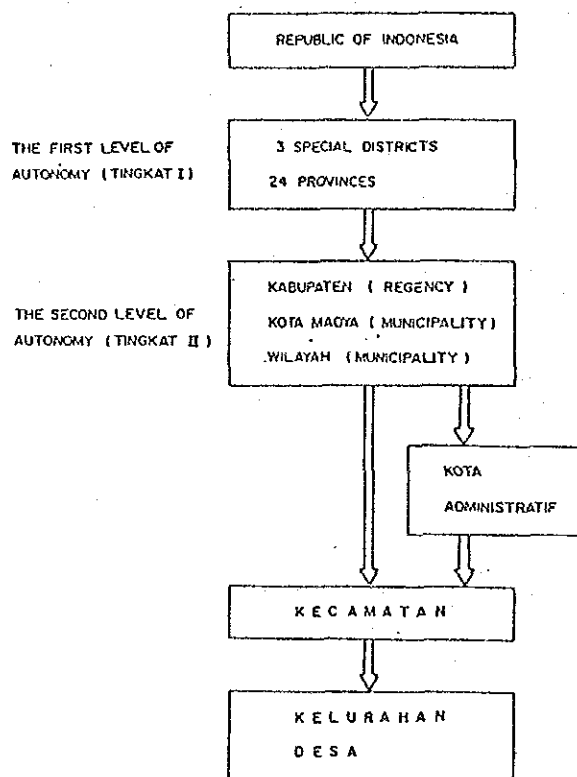 REPUBLIC OF INDONESIA
THE FIRST LEVEL OF
AUTONOMY (TINGKAT I)
3 SPECIAL DISTRICTS
24 PROVINCES
THE SECOND LEVEL OF
AUTONOMY (TINGKAT II)
KABUPATEN (REGENCY)
KOTA MADYA (MUNICIPALITY)
WILAYAH (MUNICIPALITY)
KOTA
ADMINISTRATIF
KECAMATAN
KELURAHAN
DESA